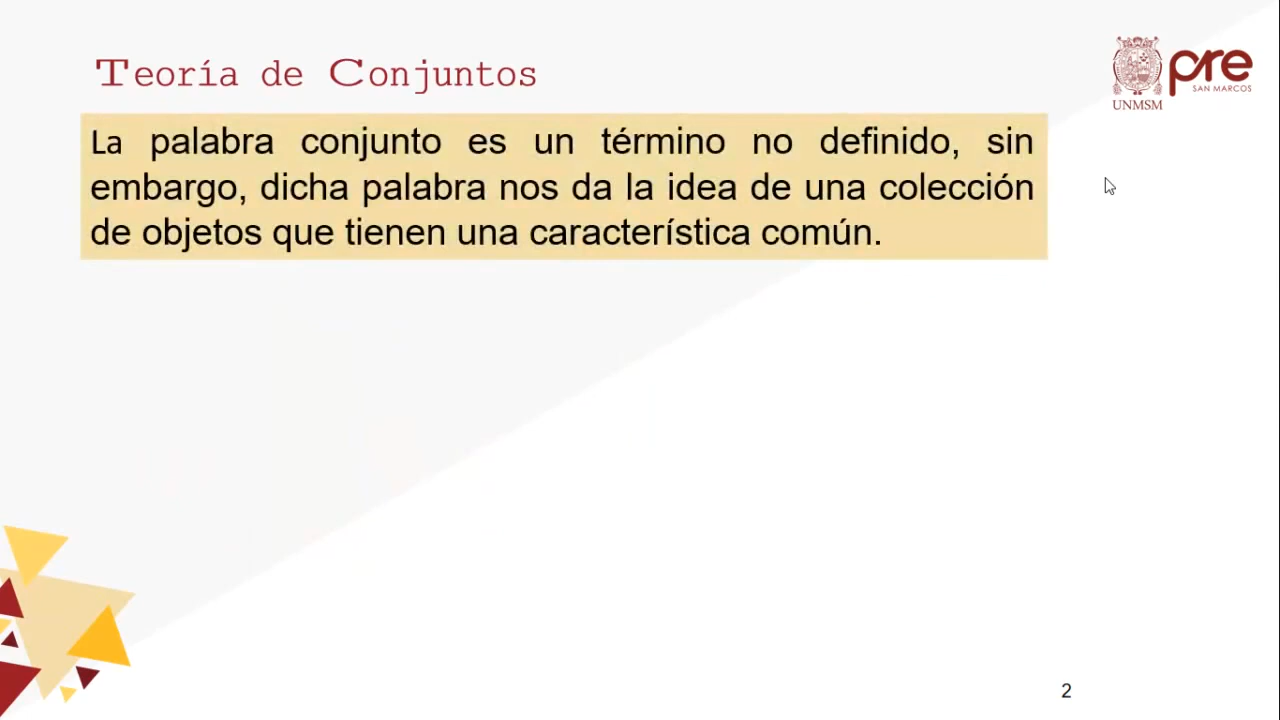 Teoría de Conjuntos
UNMSM
pre
SAN MARCOS
La palabra conjunto es un término no definido, sin
embargo, dicha palabra nos da la idea de una colección
de objetos que tienen una característica común.
2